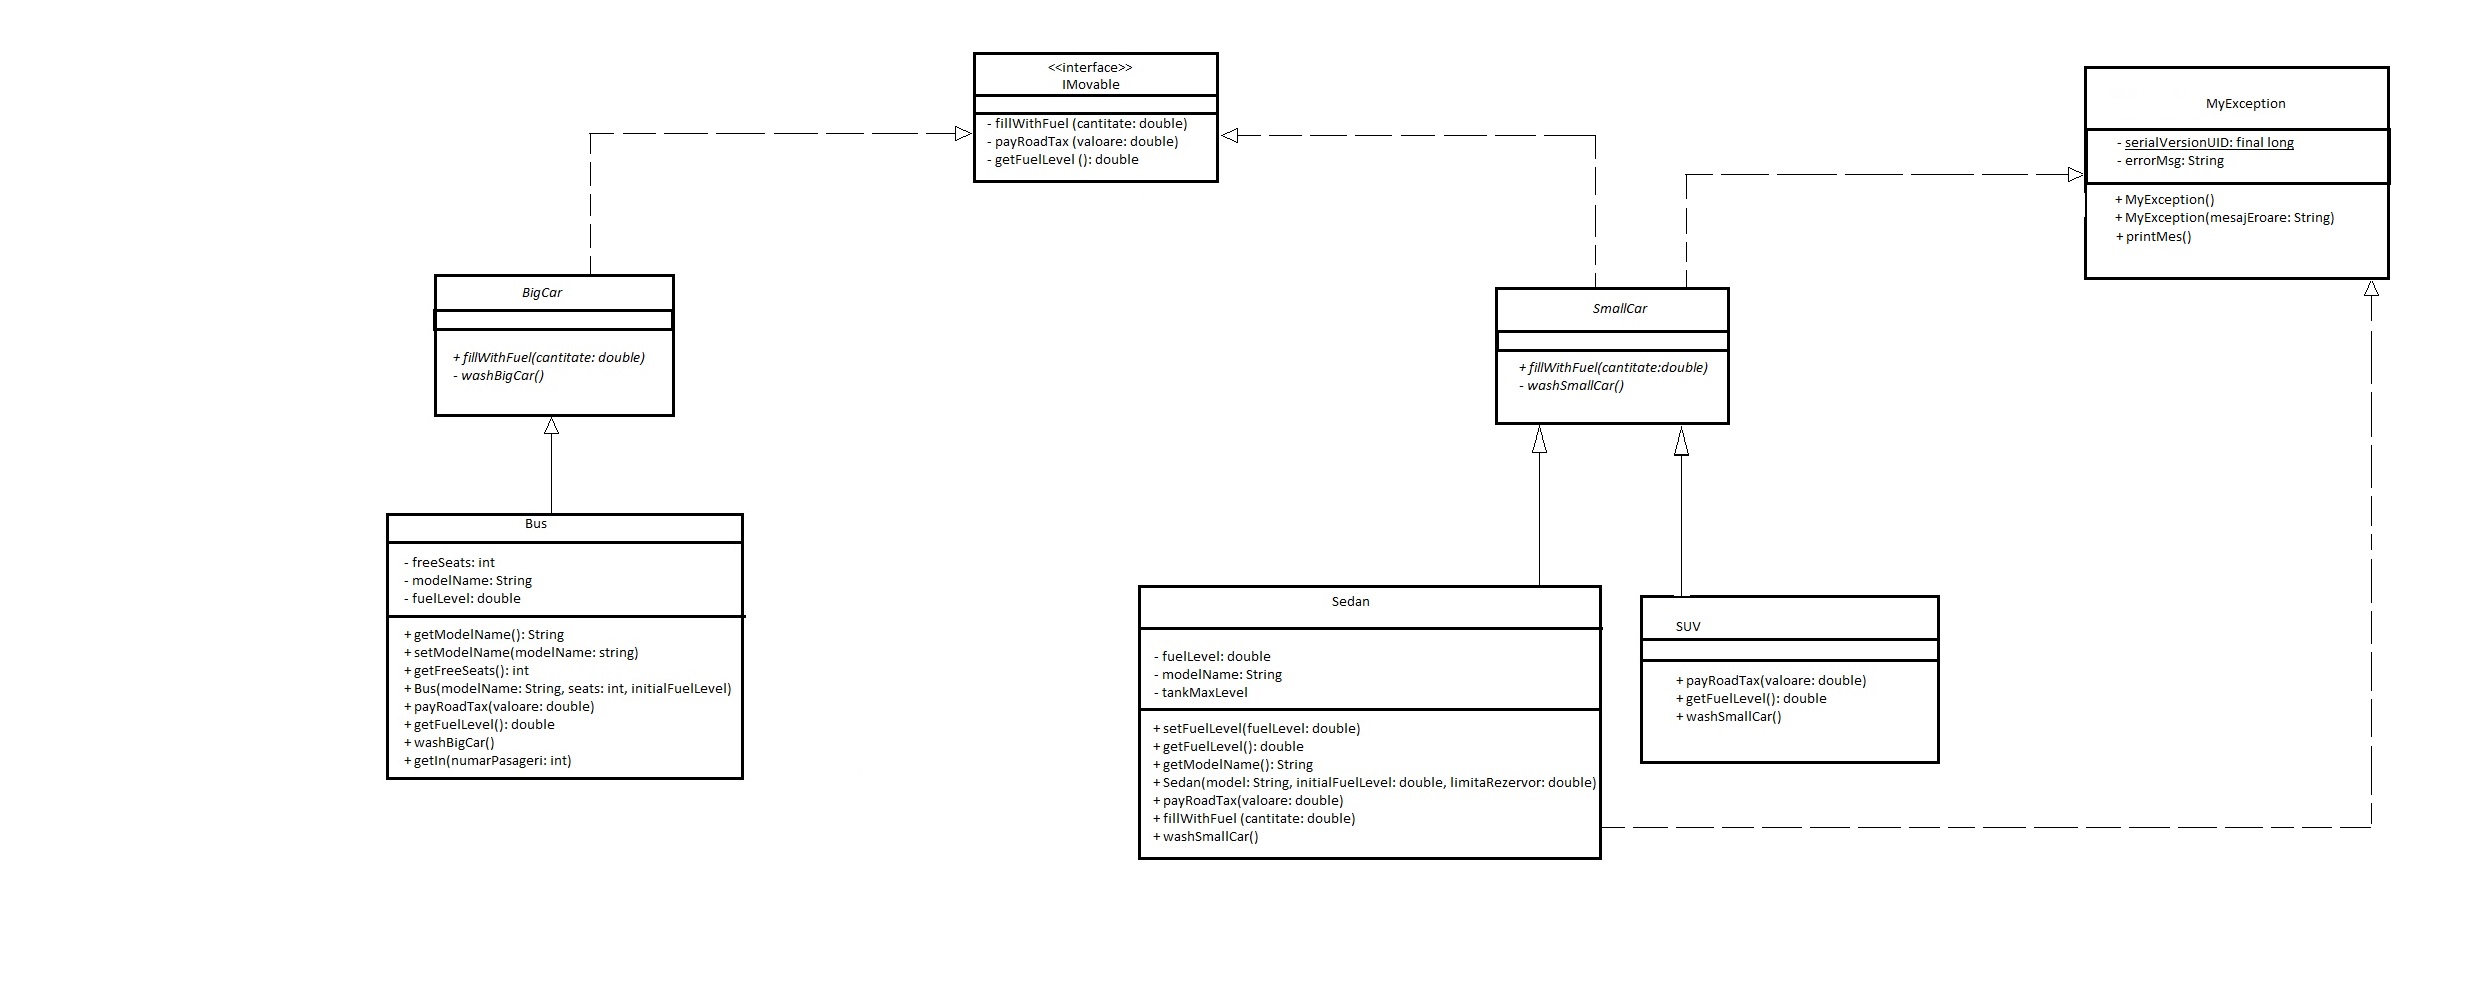 <<interface>>
IMovable
- fillWithFuel (cantitate: double)
- payRoadTax (valoare: double)
- getFuelLevel (): double
MyException
- serialVersionUID: final long
- errorMsg: String
+ MyException()
+ MyException(mesajEroare: String)
+ printMes()
BigCar
+ fillWithFuel(cantitate: double)
- washBigCar()
SmallCar
+ fillWithFuel(cantitate:double)
- washSmallCar()
Bus
- freeSeats: int
- modelName: String
- fuelLevel: double
+ getModelName(): String
+ setModelName(modelName: string)
+ getFreeSeats(): int
+ Bus(modelName: String, seats: int, initialFuelLevel)
+ payRoadTax(valoare: double)
+ getFuelLevel(): double
+ washBigCar()
+ getIn(numarPasageri: int)
Sedan
- fuelLevel: double
- modelName: String
- tankMaxLevel
+ setFuelLevel(fuelLevel: double)
+ getFuelLevel(): double
+ getModelName(): String
+ Sedan(model: String, initialFuelLevel: double, limitaRezervor: double)
+ payRoadTax(valoare: double)
+ fillWithFuel (cantitate: double)
+ washSmallCar()
SUV
+ payRoadTax(valoare: double)
+ getFuelLevel(): double
+ washSmallCar()